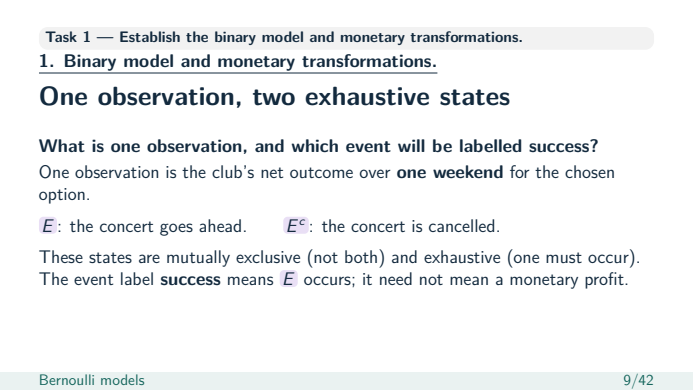 Task 1 — Establish the binary model and monetary transformations.
1. Binary model and monetary transformations.
One observation, two exhaustive states
What is one observation, and which event will be labelled success?
One observation is the club's net outcome over one weekend for the chosen
option.
E: the concert goes ahead. Eᶜ: the concert is cancelled.
These states are mutually exclusive (not both) and exhaustive (one must occur).
The event label success means E occurs; it need not mean a monetary profit.
Bernoulli models 9/42